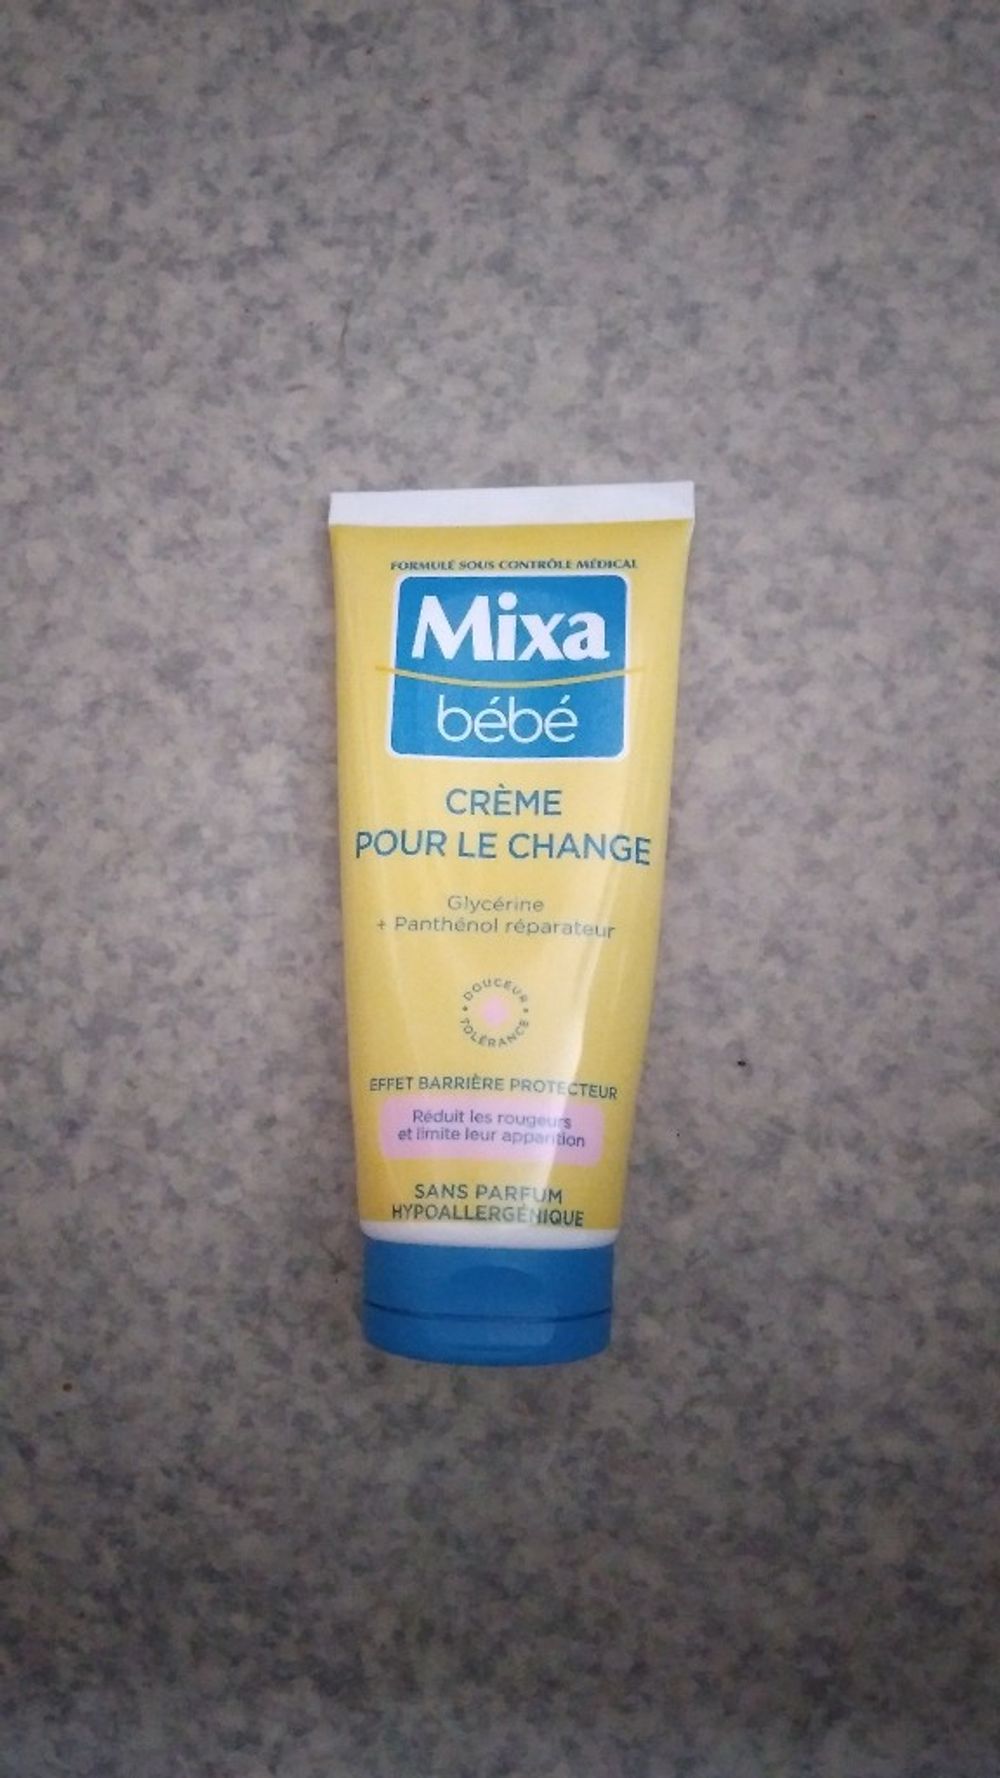 FORMULÉ SOUS CONTRÔLE MÉDICAL
Mixa
bébé
CRÈME
POUR LE CHANGE
Glycérine
+ Panthénol réparateur
DOUCEUR
TOLÉRANCE
EFFET BARRIÈRE PROTECTEUR
Réduit les rougeurs
et limite leur apparition
SANS PARFUM
HYPOALLERGÉNIQUE